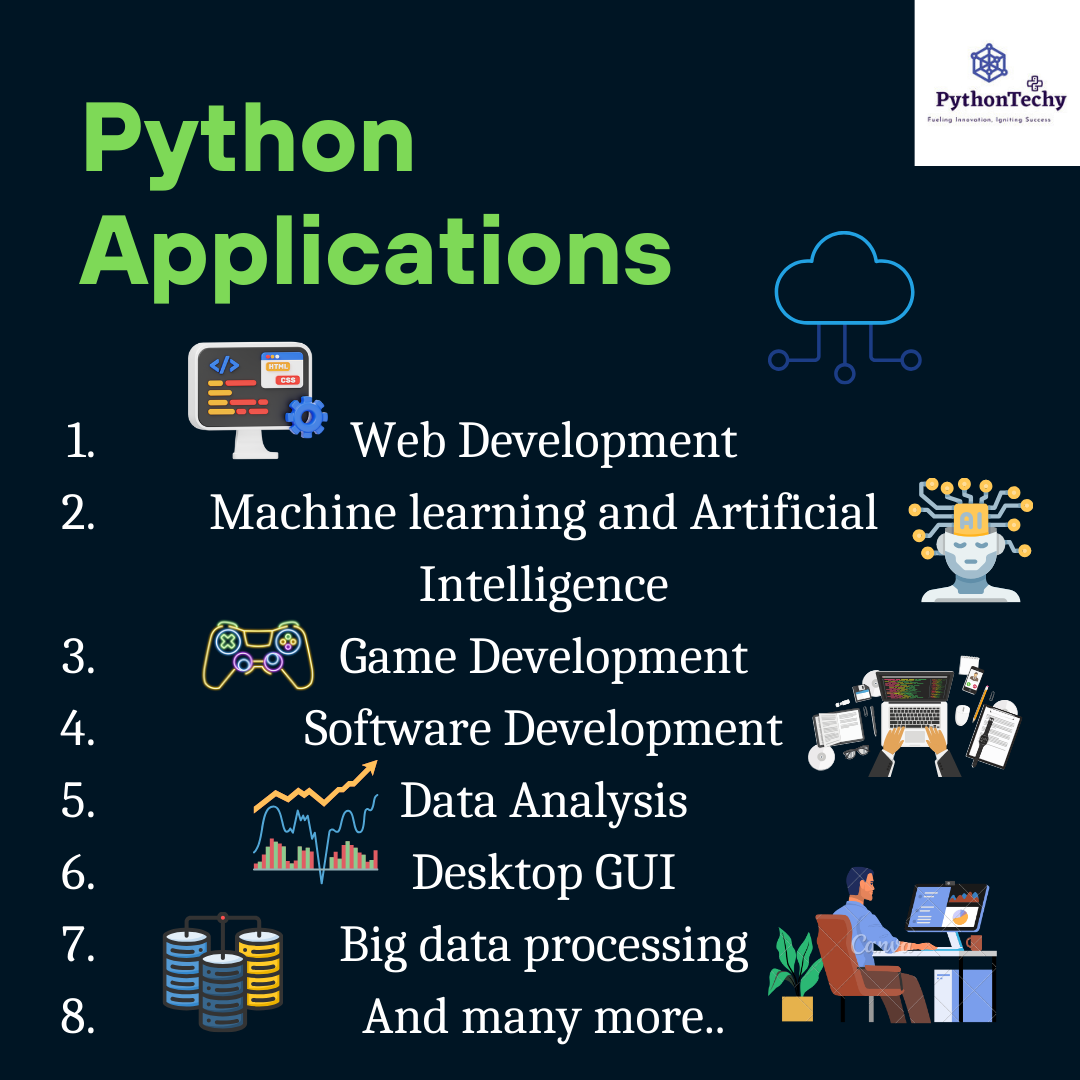 PythonTechy
Fueling Innovation, Igniting Success
Python
Applications
</>
HTML
CSS
1. Web Development
2. Machine learning and Artificial
Intelligence
AI
3. Game Development
4. Software Development
5. Data Analysis
6. Desktop GUI
7. Big data processing
Canva
8. And many more..